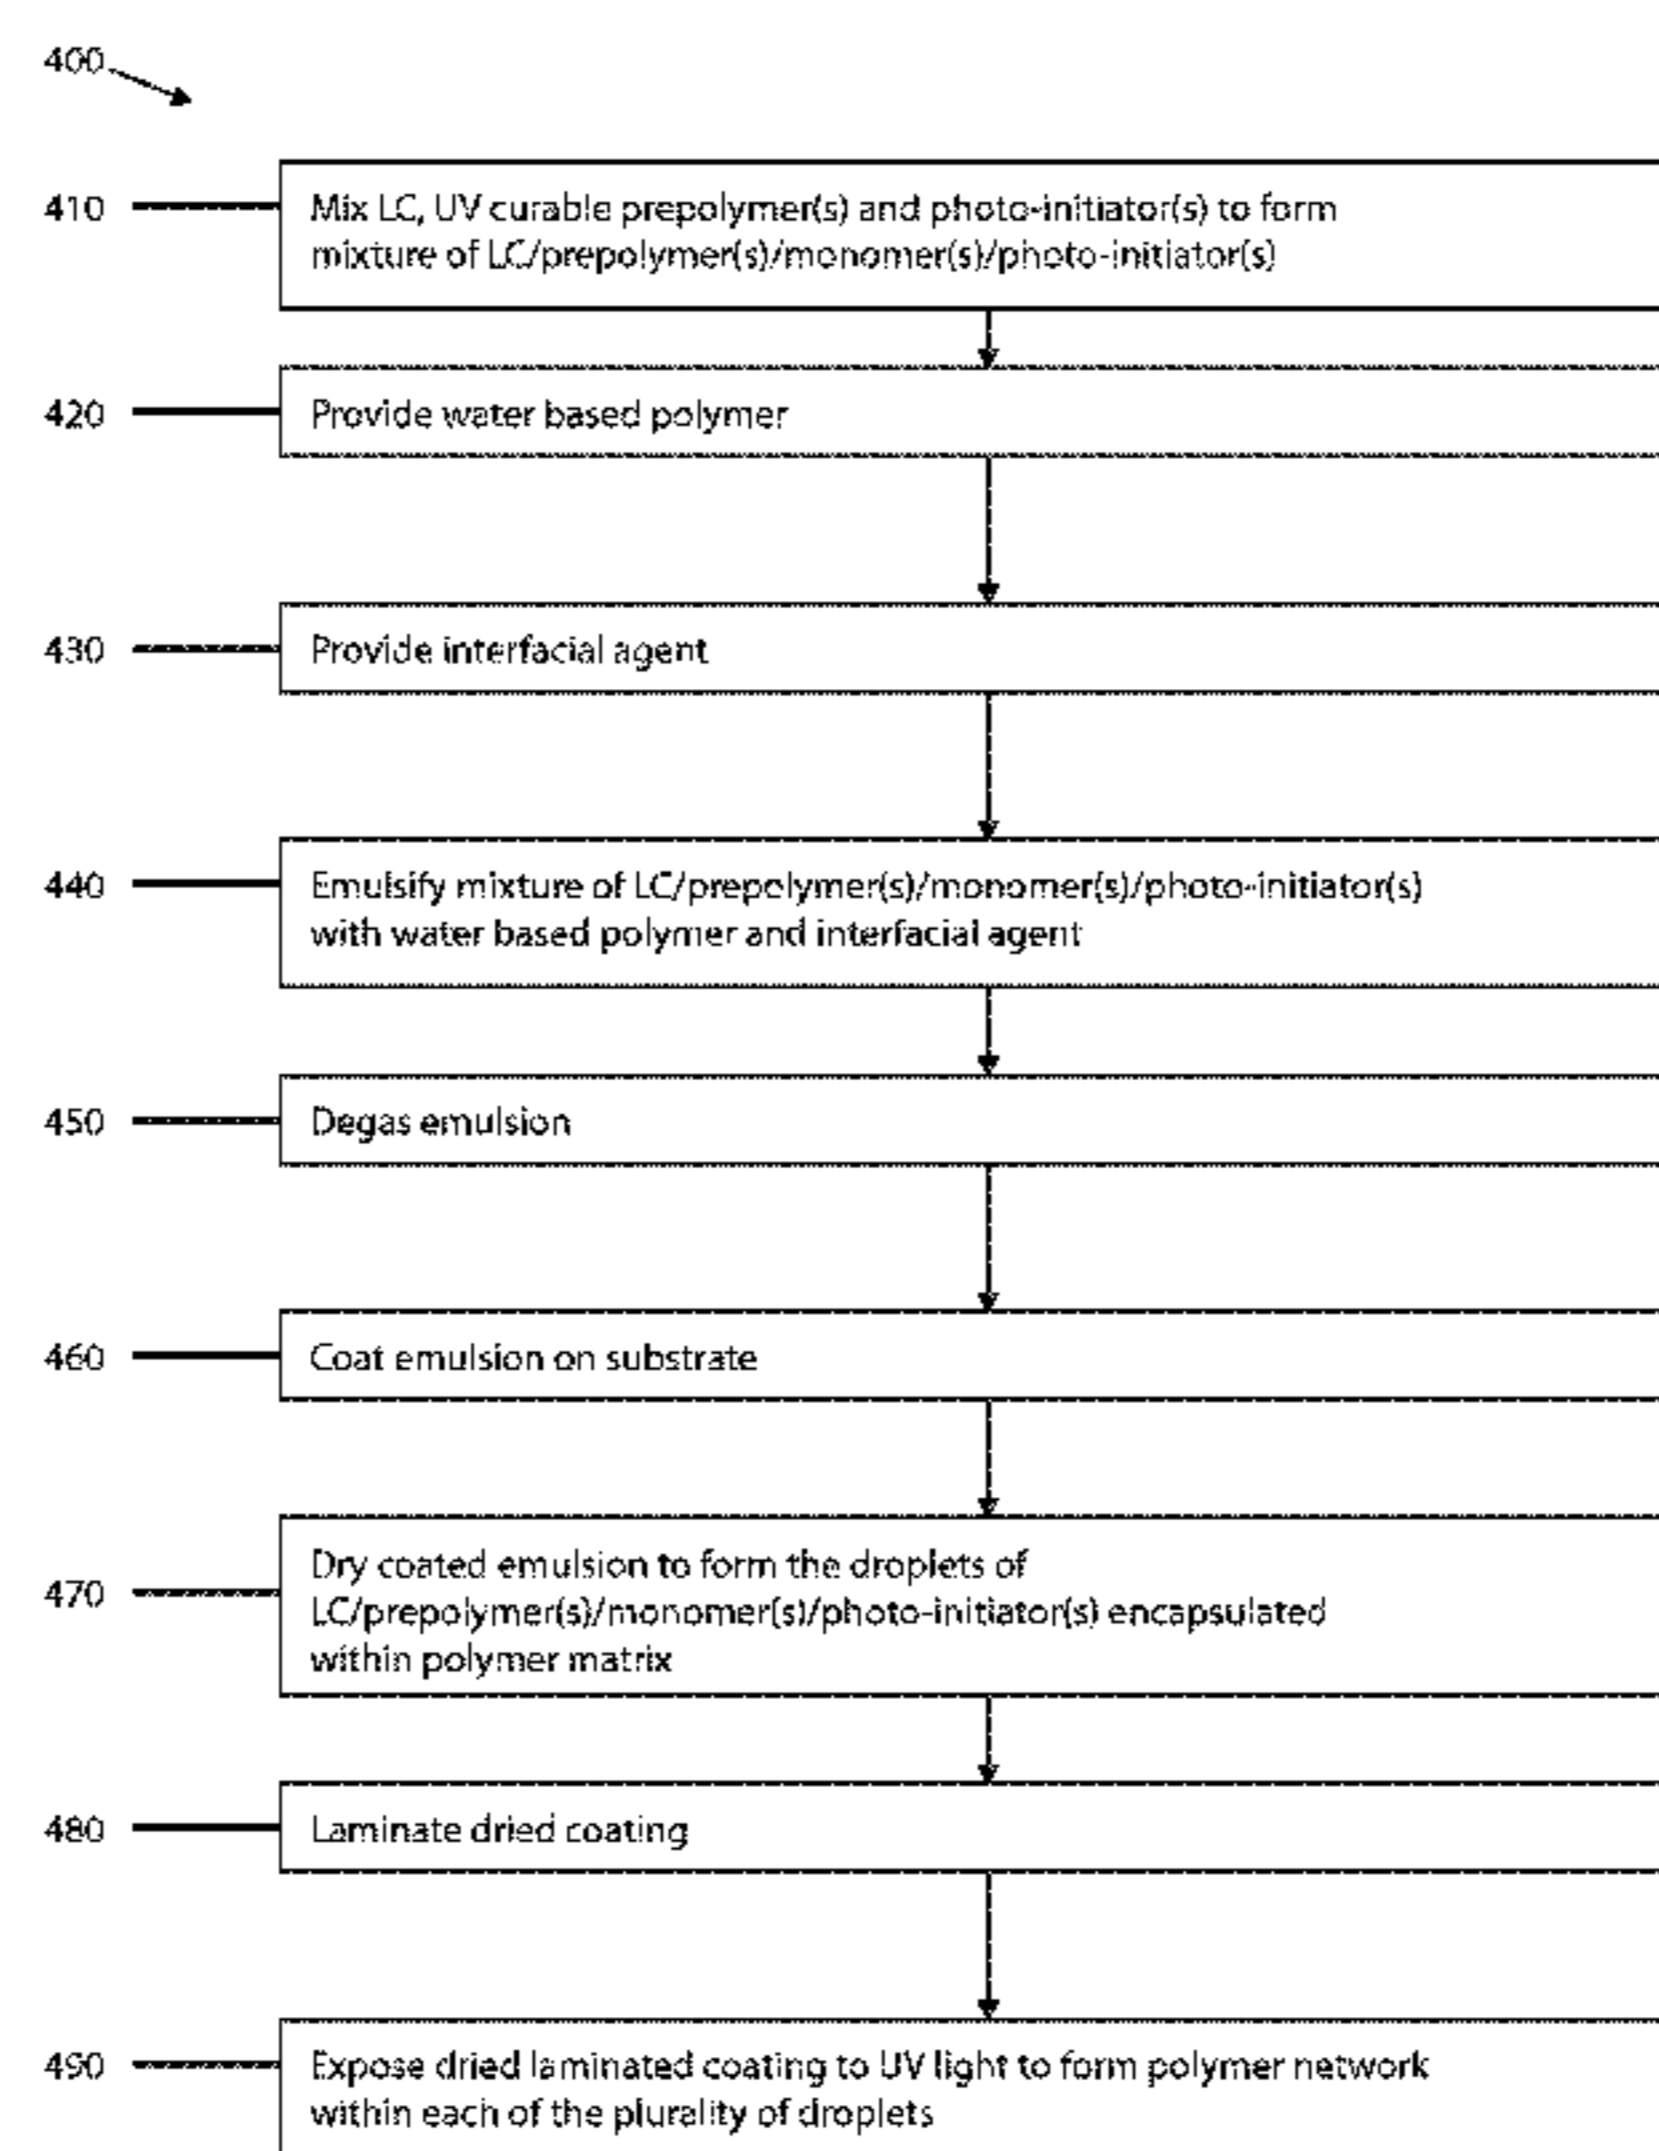 400
410 Mix LC, UV curable prepolymer(s) and photo-initiator(s) to form
mixture of LC/prepolymer(s)/monomer(s)/photo-initiator(s)
420 Provide water based polymer
430 Provide interfacial agent
440 Emulsify mixture of LC/prepolymer(s)/monomer(s)/photo-initiator(s)
with water based polymer and interfacial agent
450 Degas emulsion
460 Coat emulsion on substrate
Dry coated emulsion to form the droplets of
470 LC/prepolymer(s)/monomer(s)/photo-initiator(s) encapsulated
within polymer matrix
480 Laminate dried coating
490 Expose dried laminated coating to UV light to form polymer network
within each of the plurality of droplets